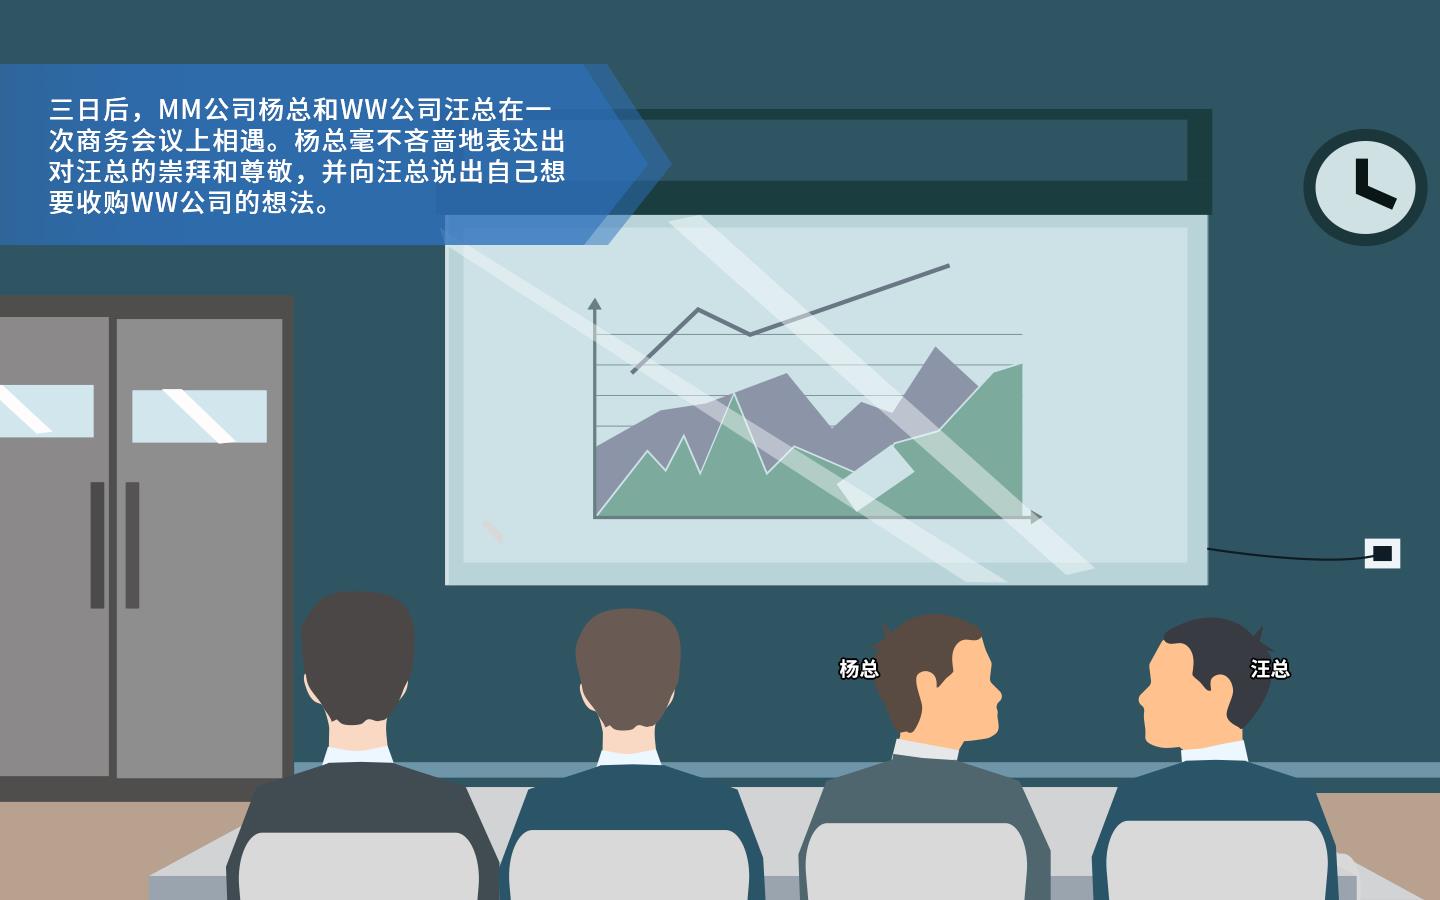 三日后，MM公司杨总和WW公司汪总在一
次商务会议上相遇。杨总毫不吝啬地表达出
对汪总的崇拜和尊敬，并向汪总说出自己想
要收购WW公司的想法。
杨总
汪总